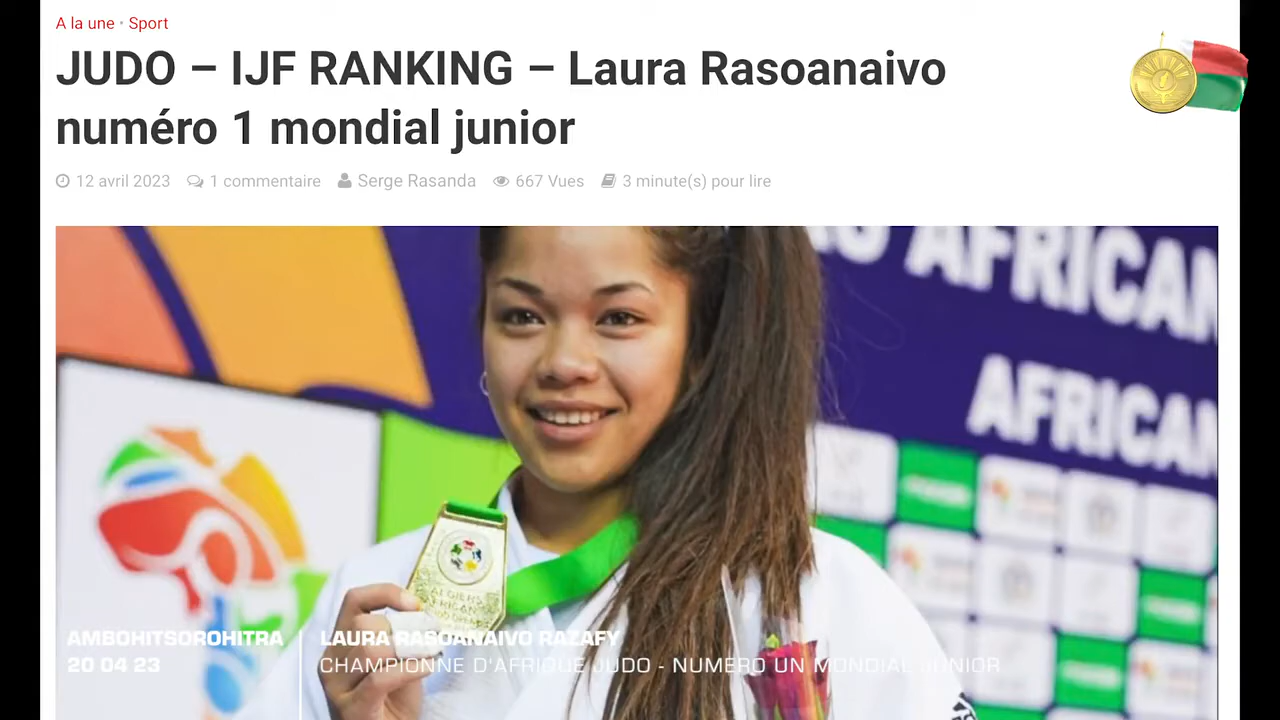 A la une • Sport
JUDO – IJF RANKING – Laura Rasoanaivo
numéro 1 mondial junior
12 avril 2023 1 commentaire Serge Rasanda 667 Vues 3 minute(s) pour lire
AFRICAN
AFRICAN
ALGIERS
AFRICAN
AMBOHITSOROHITRA
20 04 23
LAURA RASOANAIVO RAZAFY
CHAMPIONNE D'AFRIQUE JUDO - NUMERO UN MONDIAL JUNIOR